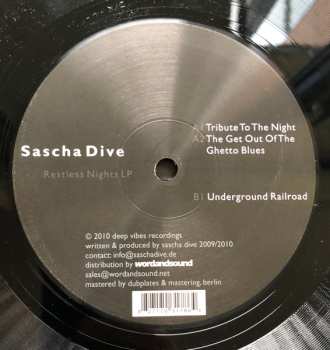 A1 Tribute To The Night
A2 The Get Out Of The
Ghetto Blues
Sascha Dive
Restless Nights LP
B1 Underground Railroad
© 2010 deep vibes recordings
written & produced by sascha dive 2009/2010
contact: info@saschadive.de
distribution by wordandsound
sales@wordandsound.net
mastered by dubplates & mastering, berlin